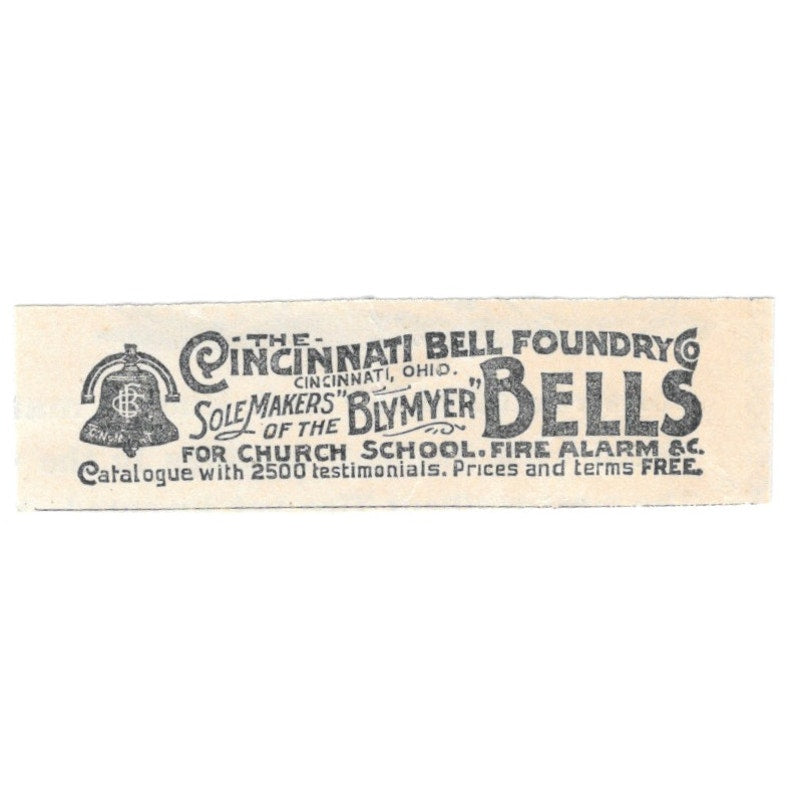 -THE-
CINCINNATI BELL FOUNDRY Co
CINCINNATI, OHIO.
SOLE MAKERS OF THE "BLYMYER" BELLS
FOR CHURCH SCHOOL. FIRE ALARM &C.
Catalogue with 2500 testimonials. Prices and terms FREE.